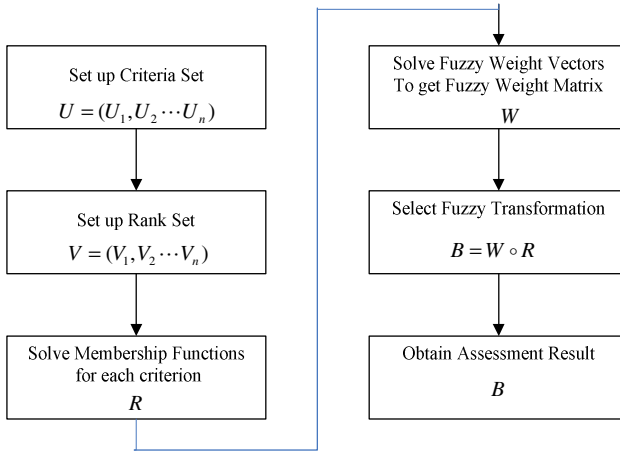 Set up Criteria Set
U = (U₁, U₂ ⋯ Uₙ)
Set up Rank Set
V = (V₁, V₂ ⋯ Vₙ)
Solve Membership Functions
for each criterion
R
Solve Fuzzy Weight Vectors
To get Fuzzy Weight Matrix
W
Select Fuzzy Transformation
B = W ∘ R
Obtain Assessment Result
B